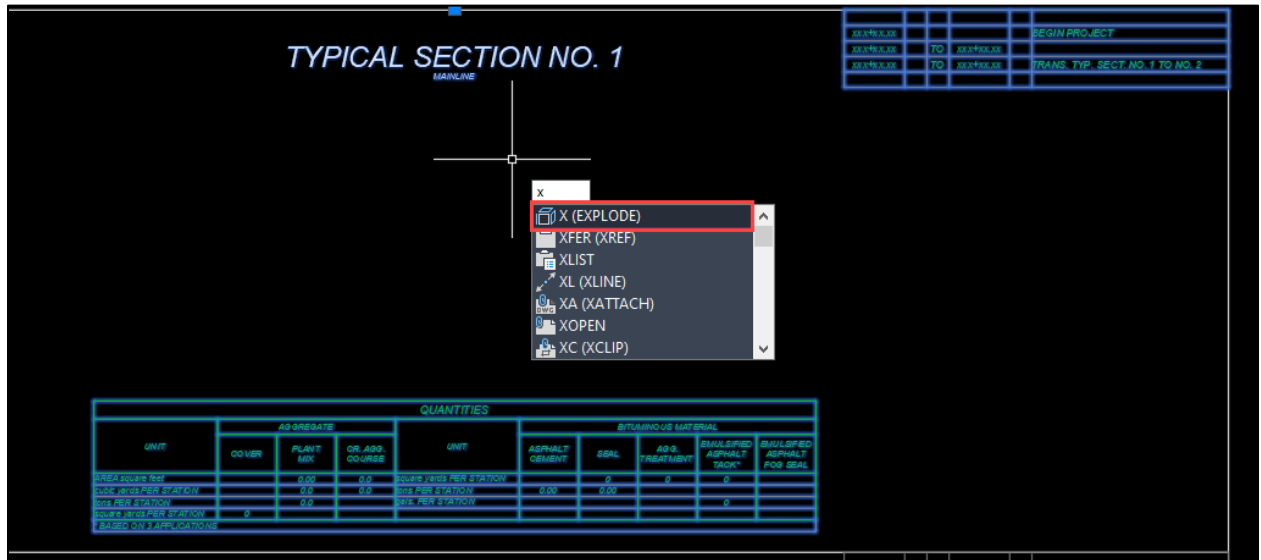 TYPICAL SECTION NO. 1
MAINLINE
xxx+xx.xx BEGIN PROJECT
xxx+xx.xx TO xxx+xx.xx
xxx+xx.xx TO xxx+xx.xx TRANS. TYP. SECT. NO. 1 TO NO. 2
x
X (EXPLODE)
XFER (XREF)
XLIST
XL (XLINE)
XA (XATTACH)
XOPEN
XC (XCLIP)
QUANTITIES
AGGREGATE BITUMINOUS MATERIAL
UNIT COVER PLANT MIX CR. AGG. COURSE UNIT ASPHALT CEMENT SEAL AGG. TREATMENT EMULSIFIED ASPHALT TACK* EMULSIFIED ASPHALT FOG SEAL
AREA square feet 0.00 0.0 square yards PER STATION 0 0 0
cubic yards PER STATION 0.0 0.0 tons PER STATION 0.00 0.00
tons PER STATION 0.0 gals. PER STATION 0
square yards PER STATION 0
* BASED ON 3 APPLICATIONS